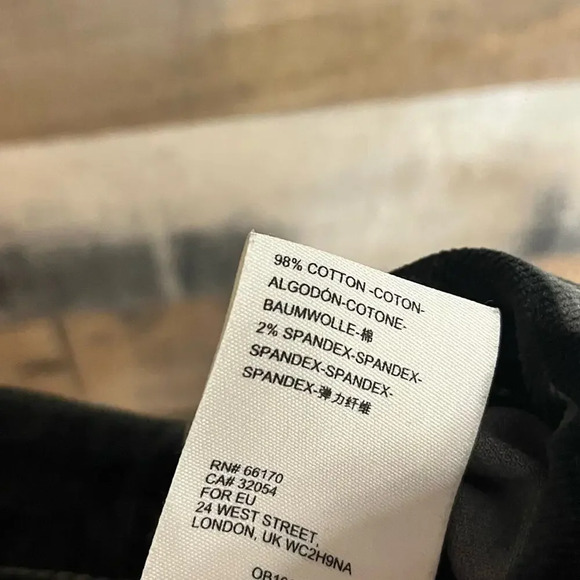 98% COTTON -COTON-
ALGODÓN-COTONE-
BAUMWOLLE-棉
2% SPANDEX-SPANDEX-
SPANDEX-SPANDEX-
SPANDEX-弹力纤维
RN# 66170
CA# 32054
FOR EU
24 WEST STREET,
LONDON, UK WC2H9NA